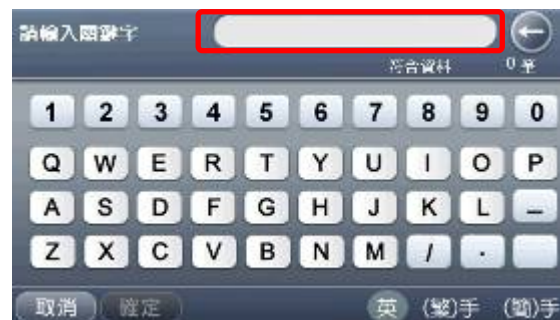 請輸入關鍵字
符合資料 0 筆
1 2 3 4 5 6 7 8 9 0
Q W E R T Y U I O P
A S D F G H J K L –
Z X C V B N M / .
取消 確定 英 (繁)手 (簡)手